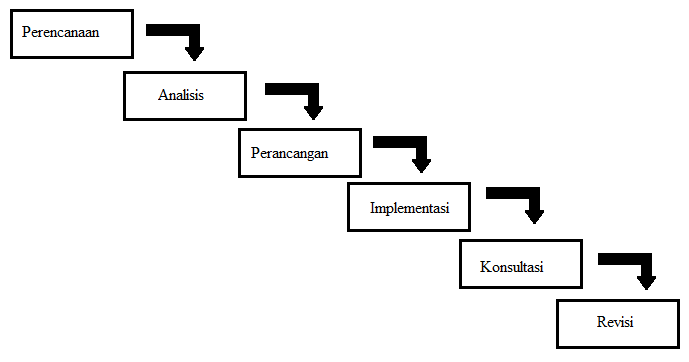 Perencanaan
Analisis
Perancangan
Implementasi
Konsultasi
Revisi